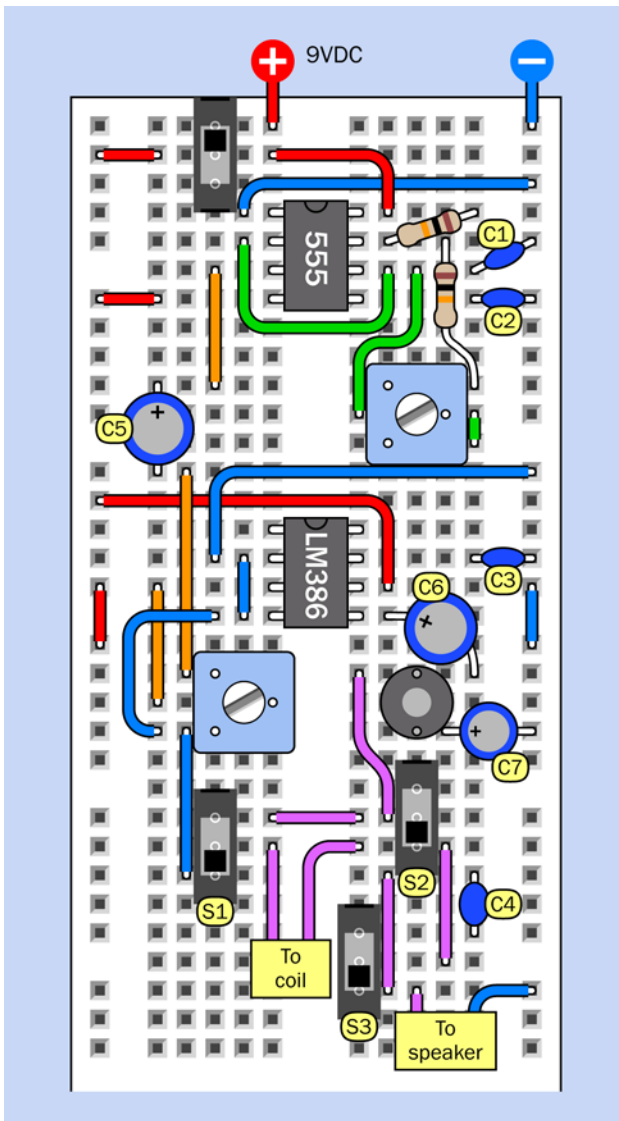 9VDC
555
C1
C2
C5
LM386
C3
C6
C7
S1
S2
C4
To
coil
S3
To
speaker